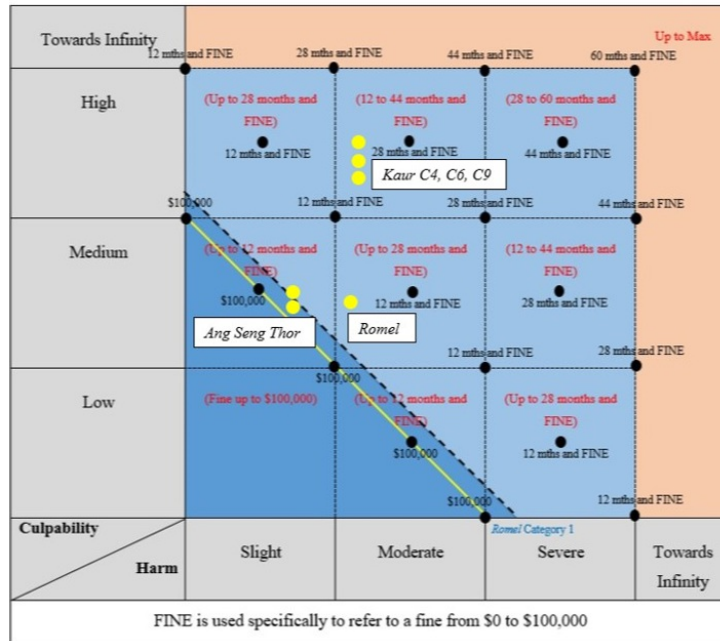 Towards Infinity
12 mths and FINE
28 mths and FINE
44 mths and FINE
60 mths and FINE
Up to Max
High
(Up to 28 months and
FINE)
12 mths and FINE
(12 to 44 months and
FINE)
28 mths and FINE
(28 to 60 months and
FINE)
44 mths and FINE
Kaur C4, C6, C9
$100,000
12 mths and FINE
28 mths and FINE
44 mths and FINE
Medium
(Up to 12 months and
FINE)
$100,000
(Up to 28 months and
FINE)
12 mths and FINE
(12 to 44 months and
FINE)
28 mths and FINE
Ang Seng Thor
Romel
$100,000
12 mths and FINE
28 mths and FINE
Low
(Fine up to $100,000)
(Up to 12 months and
FINE)
$100,000
(Up to 28 months and
FINE)
12 mths and FINE
$100,000
12 mths and FINE
Culpability
Harm
Romel Category 1
Slight
Moderate
Severe
Towards
Infinity
FINE is used specifically to refer to a fine from $0 to $100,000